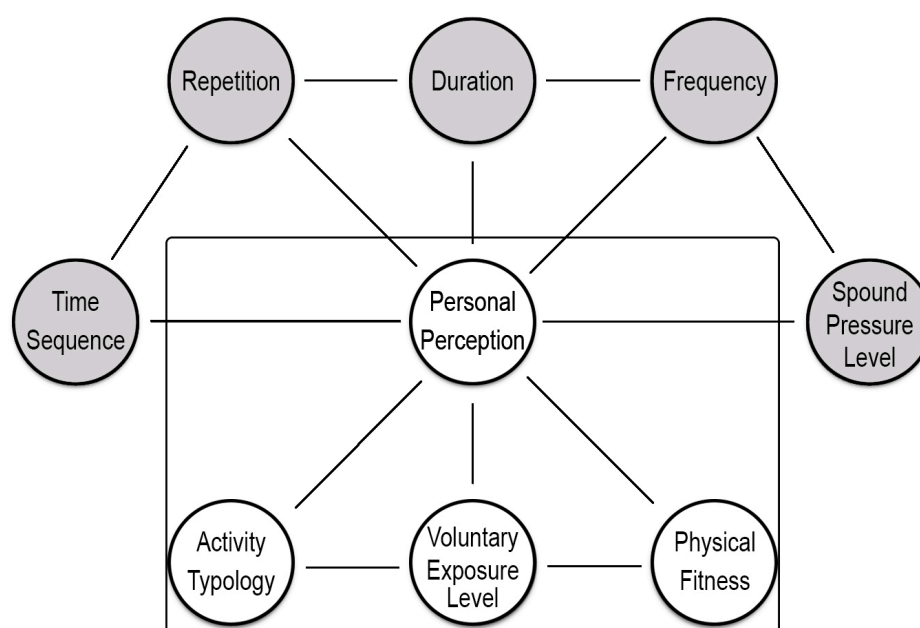 Repetition
Duration
Frequency
Time
Sequence
Personal
Perception
Spound
Pressure
Level
Activity
Typology
Voluntary
Exposure
Level
Physical
Fitness